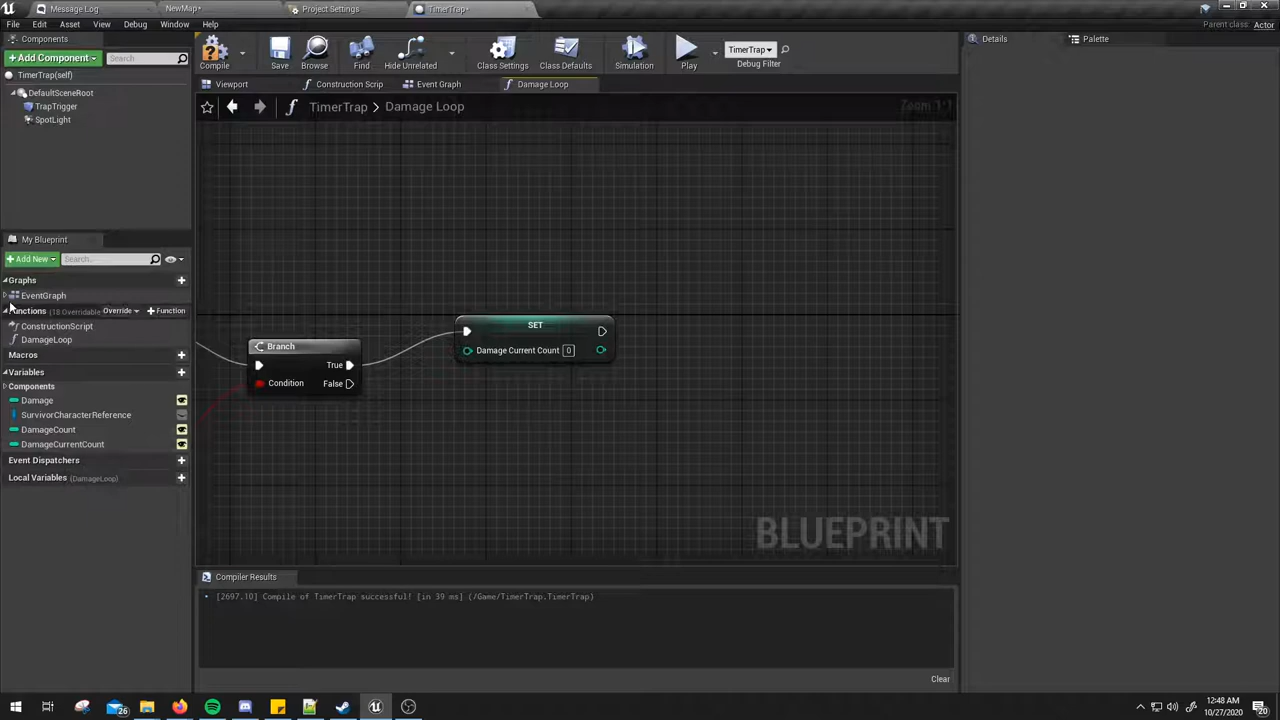 Message Log
NewMap*
Project Settings
TimerTrap*
File Edit Asset View Debug Window Help
Parent class: Actor
Components
Details
Palette
+ Add Component
Search
TimerTrap(self)
DefaultSceneRoot
TrapTrigger
SpotLight
Compile
Save
Browse
Find
Hide Unrelated
Class Settings
Class Defaults
Simulation
Play
TimerTrap
Debug Filter
Viewport
Construction Scrip
Event Graph
Damage Loop
TimerTrap > Damage Loop
Zoom 1:1
My Blueprint
+ Add New
Search...
Graphs
EventGraph
Functions (18 Overridable Override + Function
ConstructionScript
DamageLoop
Macros
Variables
Components
Damage
SurvivorCharacterReference
DamageCount
DamageCurrentCount
Event Dispatchers
Local Variables (DamageLoop)
Branch
True
Condition
False
SET
Damage Current Count 0
BLUEPRINT
Compiler Results
[2697.10] Compile of TimerTrap successful! [in 39 ms] (/Game/TimerTrap.TimerTrap)
Clear
26
12:48 AM
10/27/2020
20